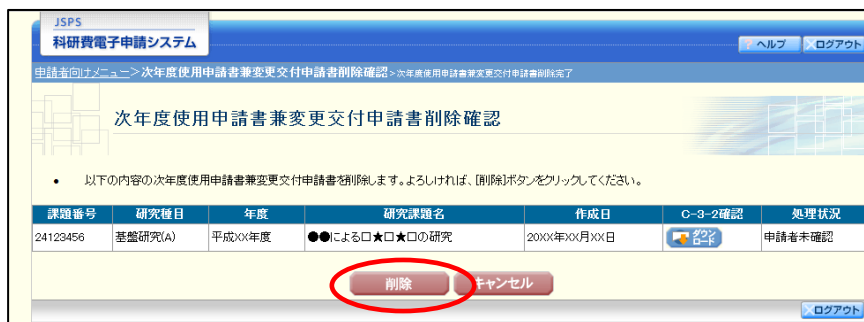 JSPS
科研費電子申請システム
ヘルプ ログアウト
申請者向けメニュー>次年度使用申請書兼変更交付申請書削除確認>次年度使用申請書兼変更交付申請書削除完了
次年度使用申請書兼変更交付申請書削除確認
• 以下の内容の次年度使用申請書兼変更交付申請書を削除します。よろしければ、[削除]ボタンをクリックしてください。
課題番号 研究種目 年度 研究課題名 作成日 C-3-2確認 処理状況
24123456 基盤研究(A) 平成XX年度 ●●による□★□★□の研究 20XX年XX月XX日 ダウンロード 申請者未確認
削除 キャンセル
ログアウト